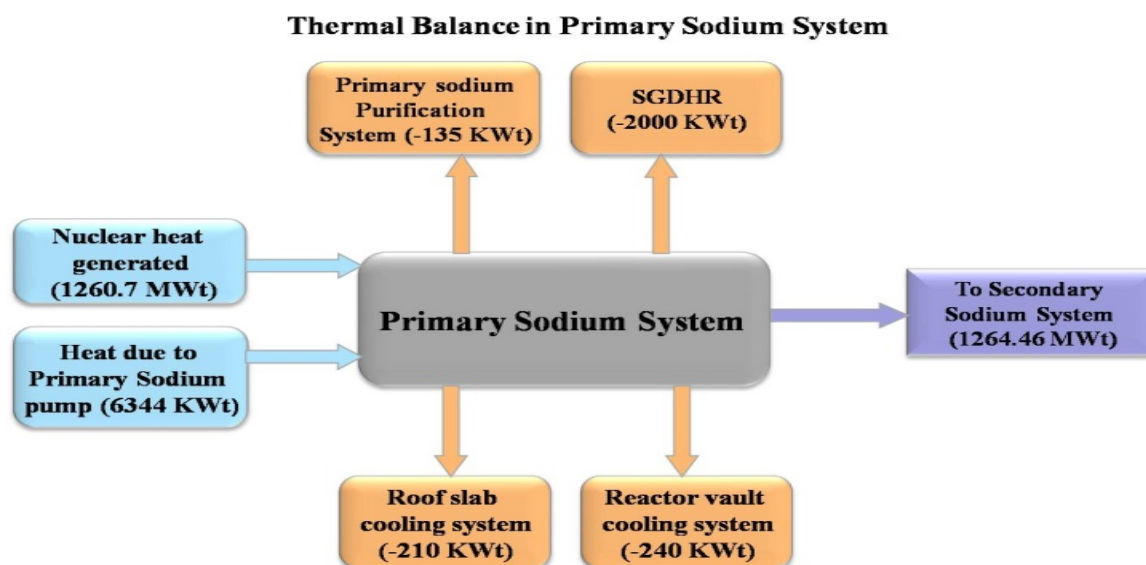 Thermal Balance in Primary Sodium System
Primary sodium
Purification
System (-135 KWt)
SGDHR
(-2000 KWt)
Nuclear heat
generated
(1260.7 MWt)
Heat due to
Primary Sodium
pump (6344 KWt)
Primary Sodium System
To Secondary
Sodium System
(1264.46 MWt)
Roof slab
cooling system
(-210 KWt)
Reactor vault
cooling system
(-240 KWt)